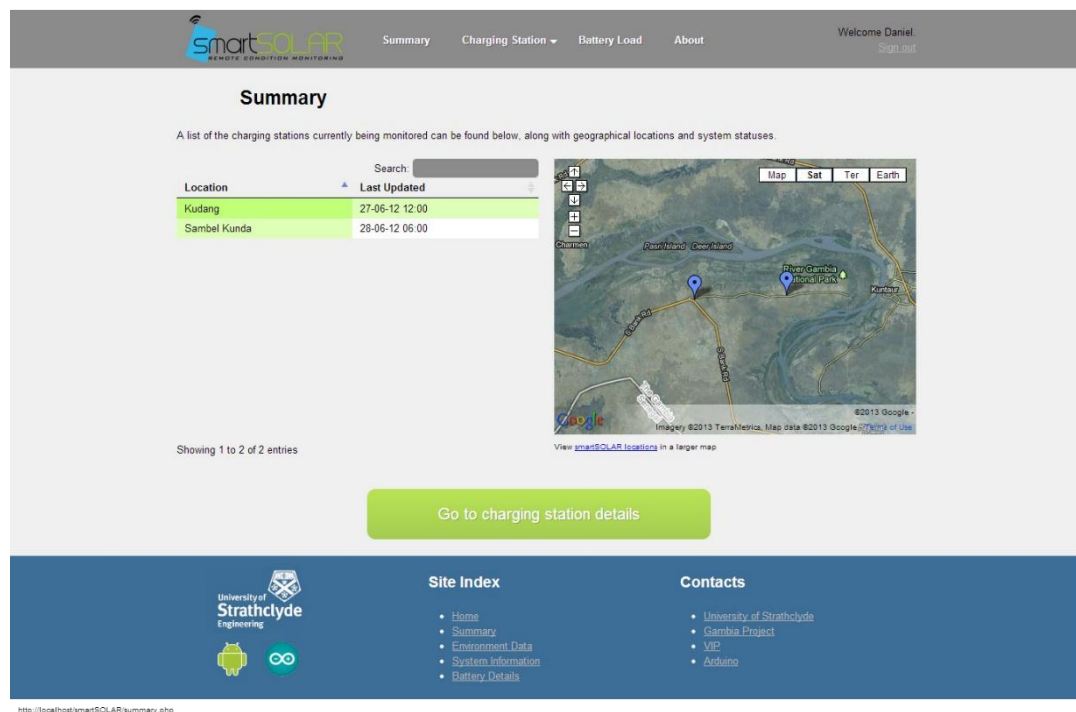 smartSOLAR
REMOTE CONDITION MONITORING
Summary Charging Station Battery Load About
Welcome Daniel.
Sign out
Summary
A list of the charging stations currently being monitored can be found below, along with geographical locations and system statuses.
Search:
Location Last Updated
Kudang 27-06-12 12:00
Sambel Kunda 28-06-12 06:00
Showing 1 to 2 of 2 entries
Map Sat Ter Earth
Charmen
Pasri Island Deer Island
River Gambia
National Park
Kuntaur
S Bank Rd
S Bank Rd
The Gambia
Google
©2013 Google -
Imagery ©2013 TerraMetrics, Map data ©2013 Google - Terms of Use
View smartSOLAR locations in a larger map
Go to charging station details
University of
Strathclyde
Engineering
Site Index
Home
Summary
Environment Data
System Information
Battery Details
Contacts
University of Strathclyde
Gambia Project
VIP
Arduino
http://localhost/smartSOLAR/summary.php